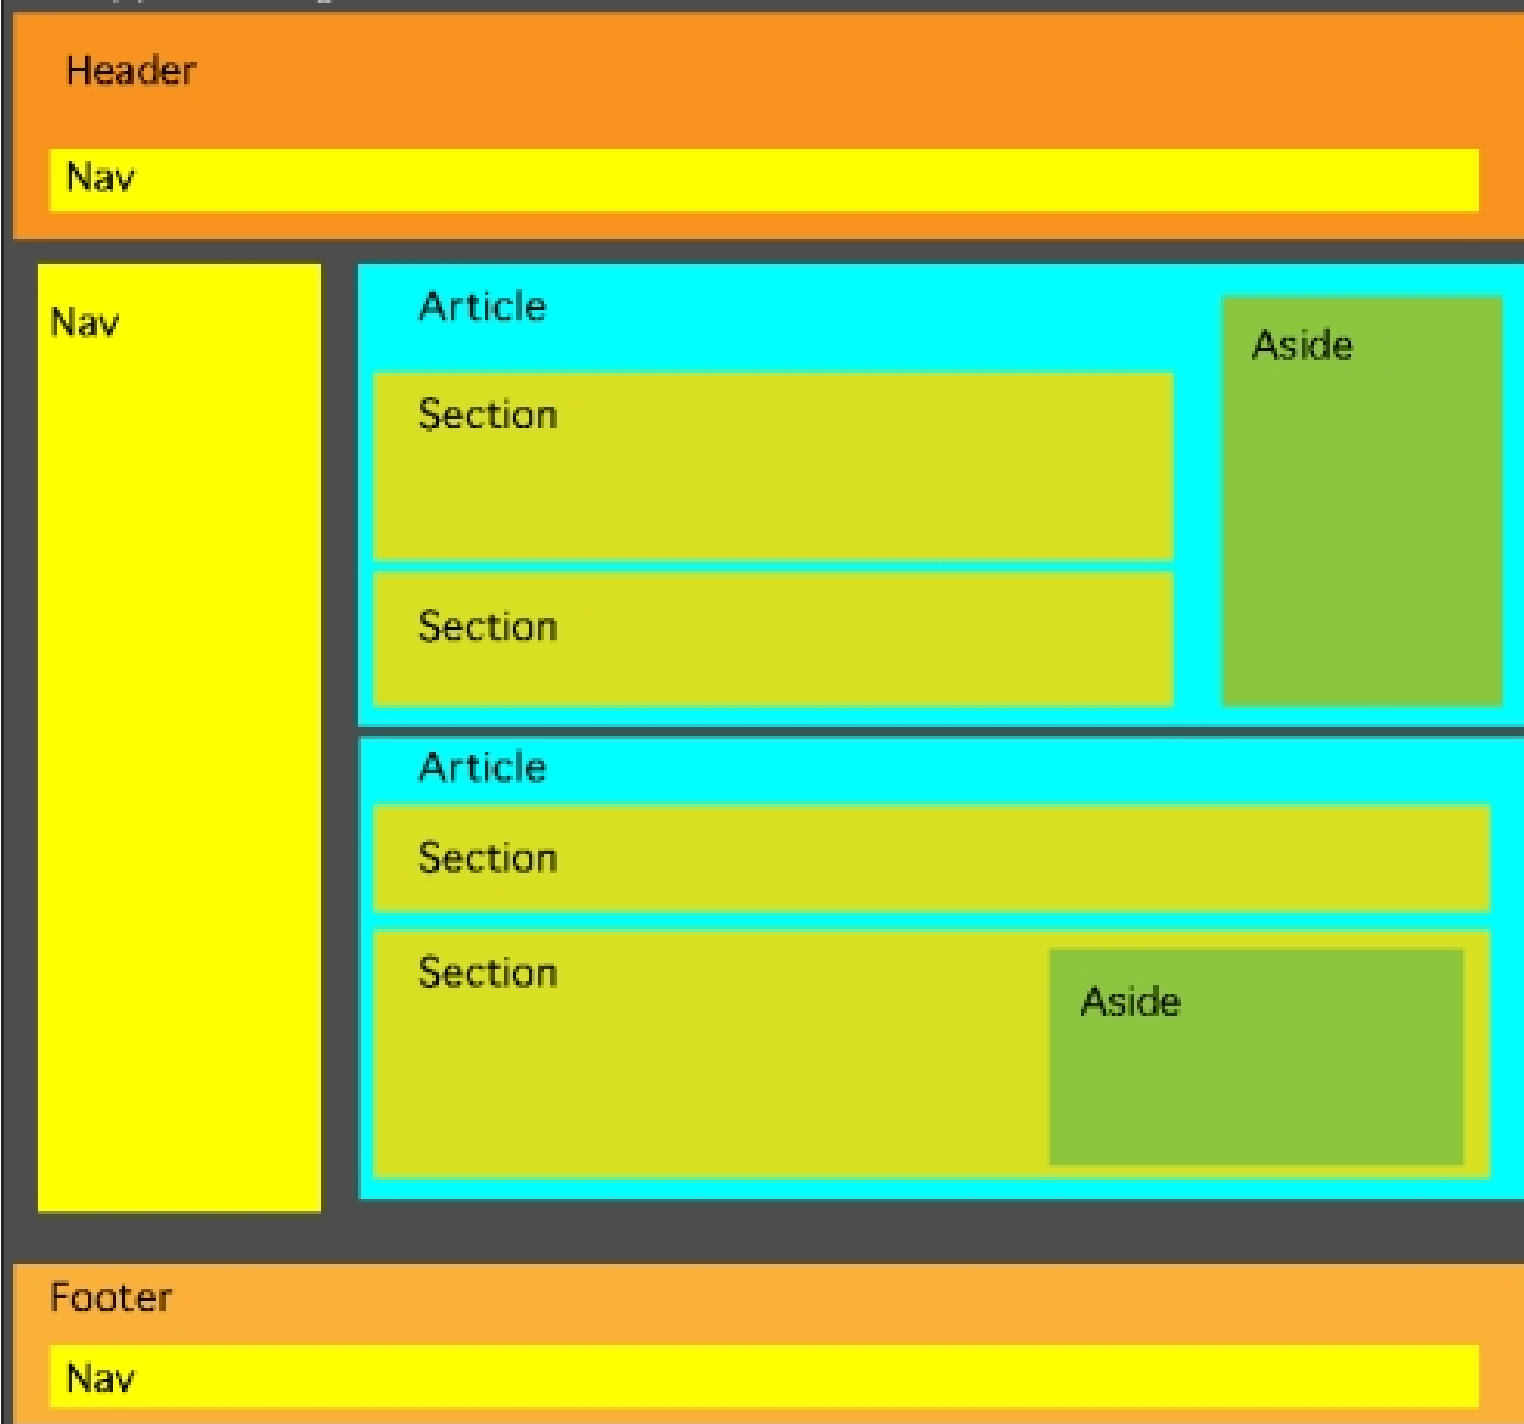 Header
Nav
Nav
Article
Aside
Section
Section
Article
Section
Section
Aside
Footer
Nav